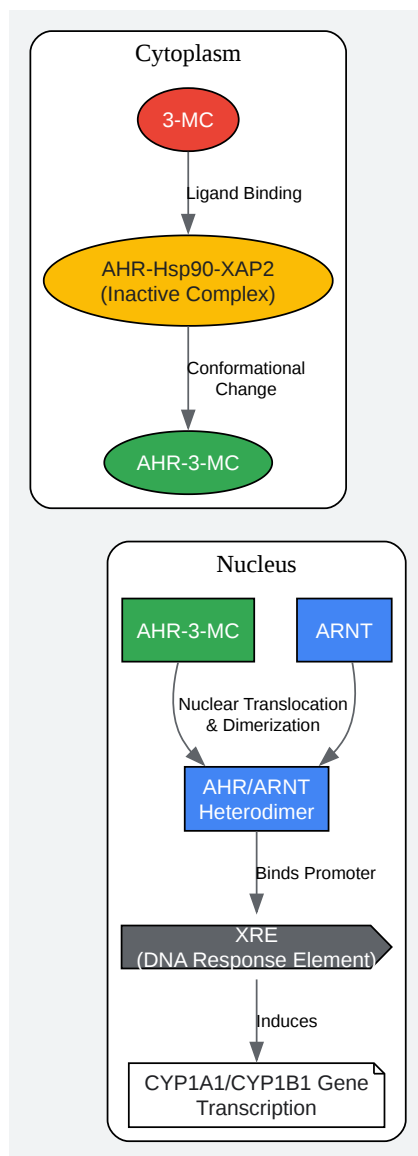 Cytoplasm
3-MC
Ligand Binding
AHR-Hsp90-XAP2
(Inactive Complex)
Conformational
Change
AHR-3-MC
Nucleus
AHR-3-MC
ARNT
Nuclear Translocation
& Dimerization
AHR/ARNT
Heterodimer
Binds Promoter
XRE
(DNA Response Element)
Induces
CYP1A1/CYP1B1 Gene
Transcription